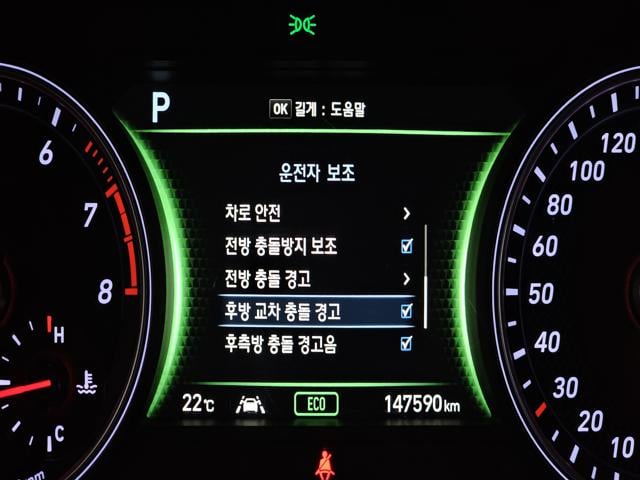 P
OK 길게 : 도움말
운전자 보조
차로 안전
전방 충돌방지 보조
전방 충돌 경고
후방 교차 충돌 경고
후측방 충돌 경고음
22℃ ECO 147590km
6
7
8
H
C
120
100
80
60
50
40
30
20
10